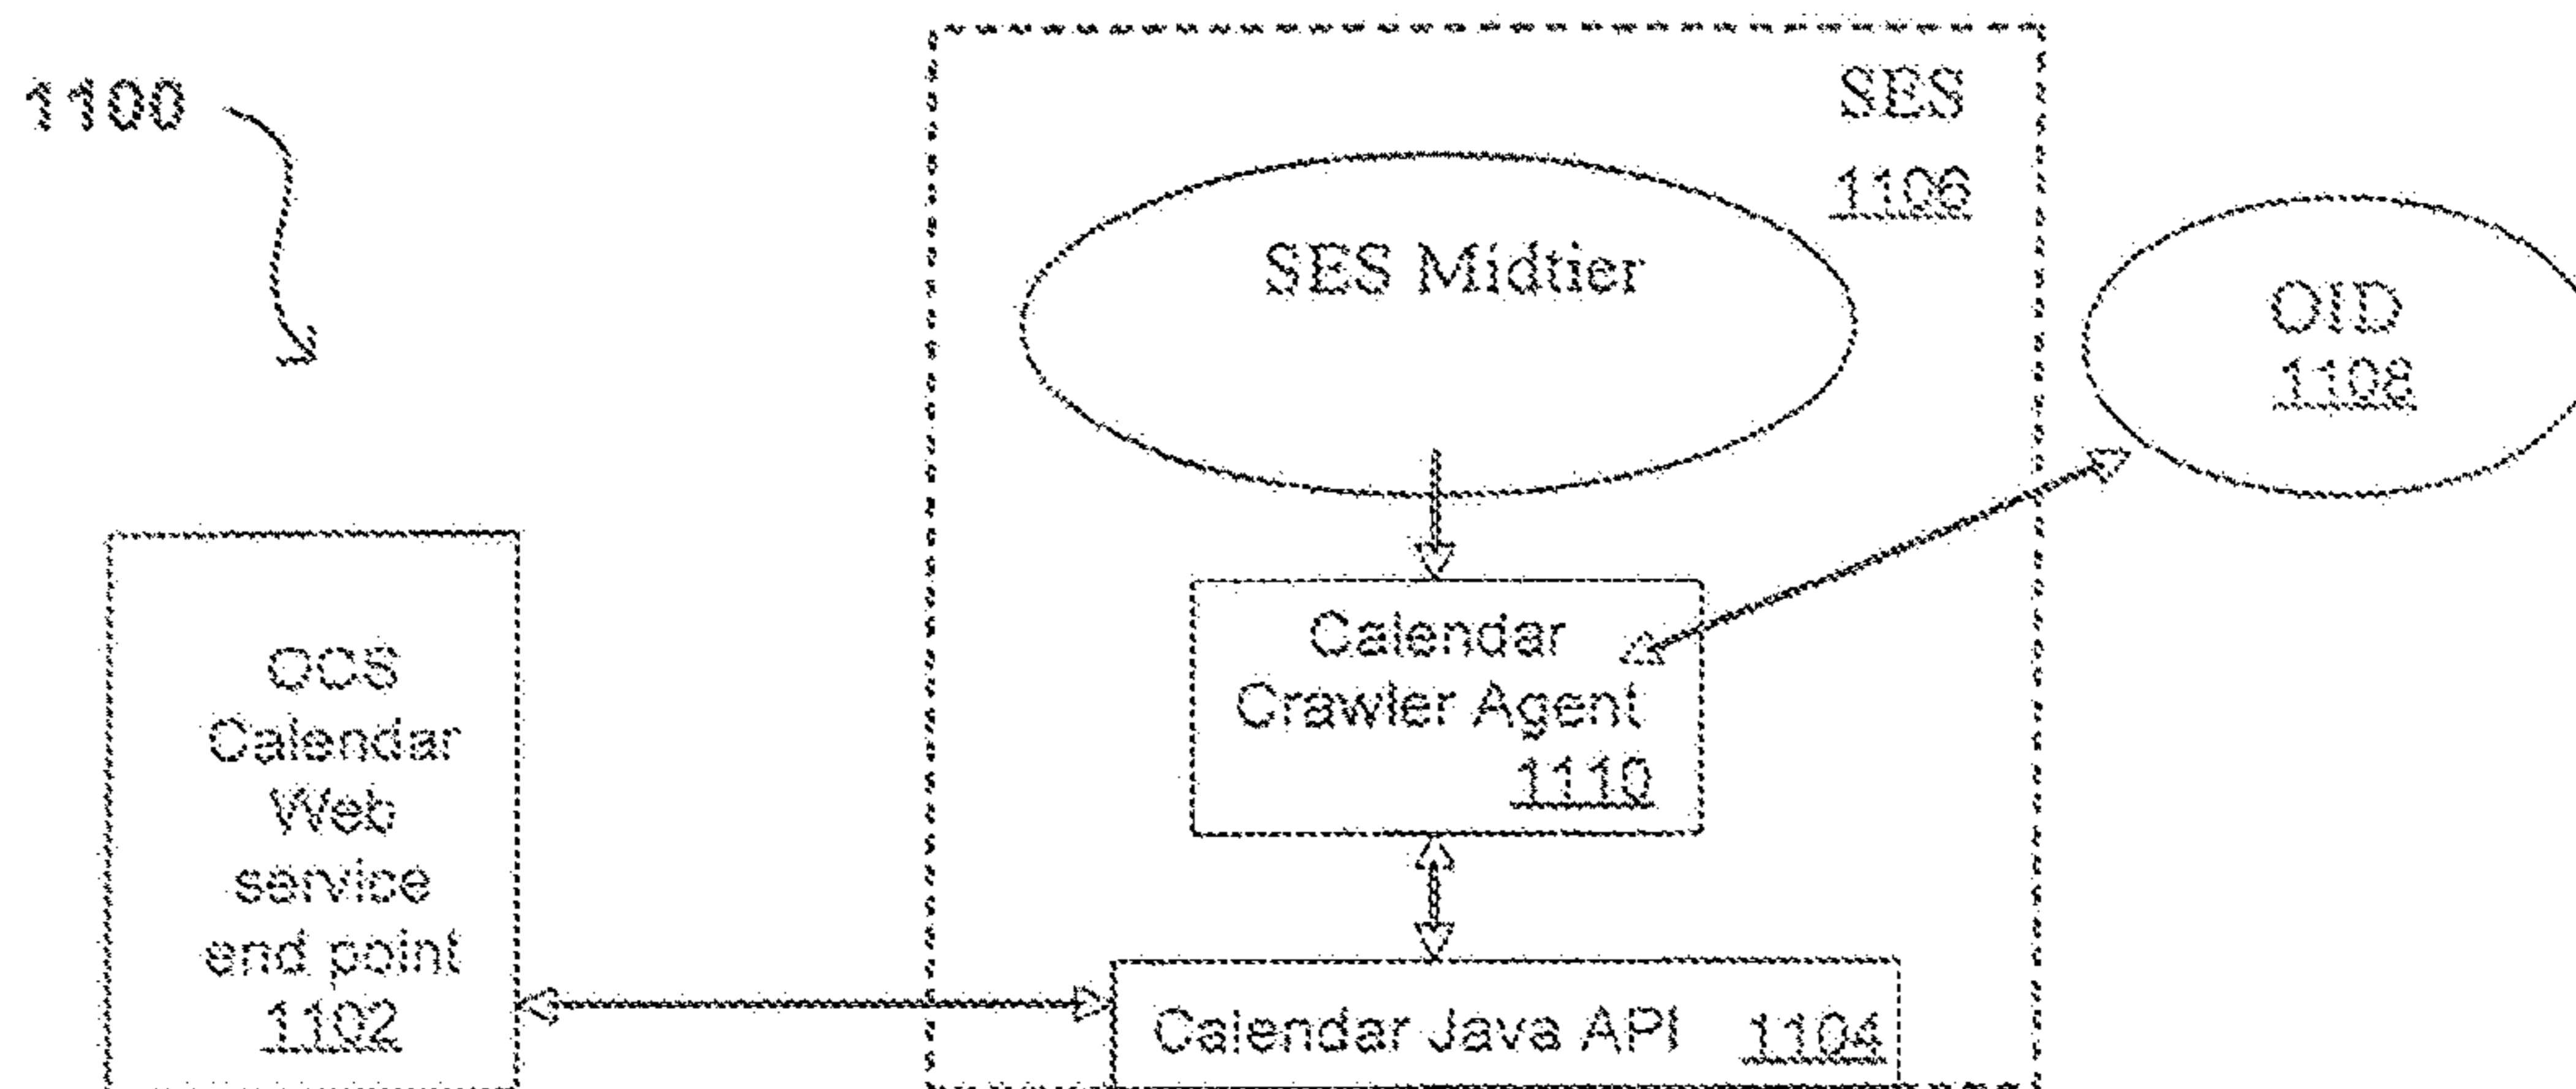 1100
SES
1106
SES Midtier
OID
1108
Calendar
Crawler Agent
1110
OCS
Calendar
Web
service
end point
1102
Calendar Java API 1104